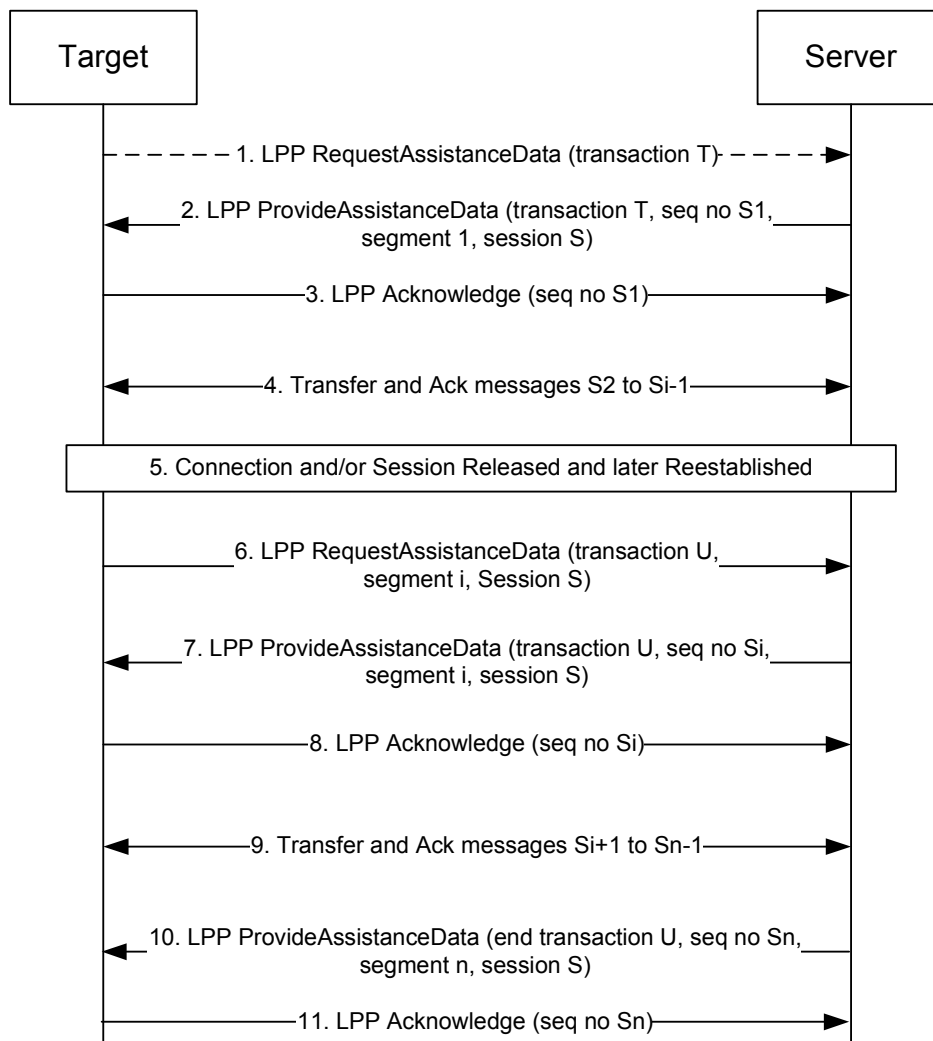 Target
Server
1. LPP RequestAssistanceData (transaction T)
2. LPP ProvideAssistanceData (transaction T, seq no S1,
segment 1, session S)
3. LPP Acknowledge (seq no S1)
4. Transfer and Ack messages S2 to Si-1
5. Connection and/or Session Released and later Reestablished
6. LPP RequestAssistanceData (transaction U,
segment i, Session S)
7. LPP ProvideAssistanceData (transaction U, seq no Si,
segment i, session S)
8. LPP Acknowledge (seq no Si)
9. Transfer and Ack messages Si+1 to Sn-1
10. LPP ProvideAssistanceData (end transaction U, seq no Sn,
segment n, session S)
11. LPP Acknowledge (seq no Sn)